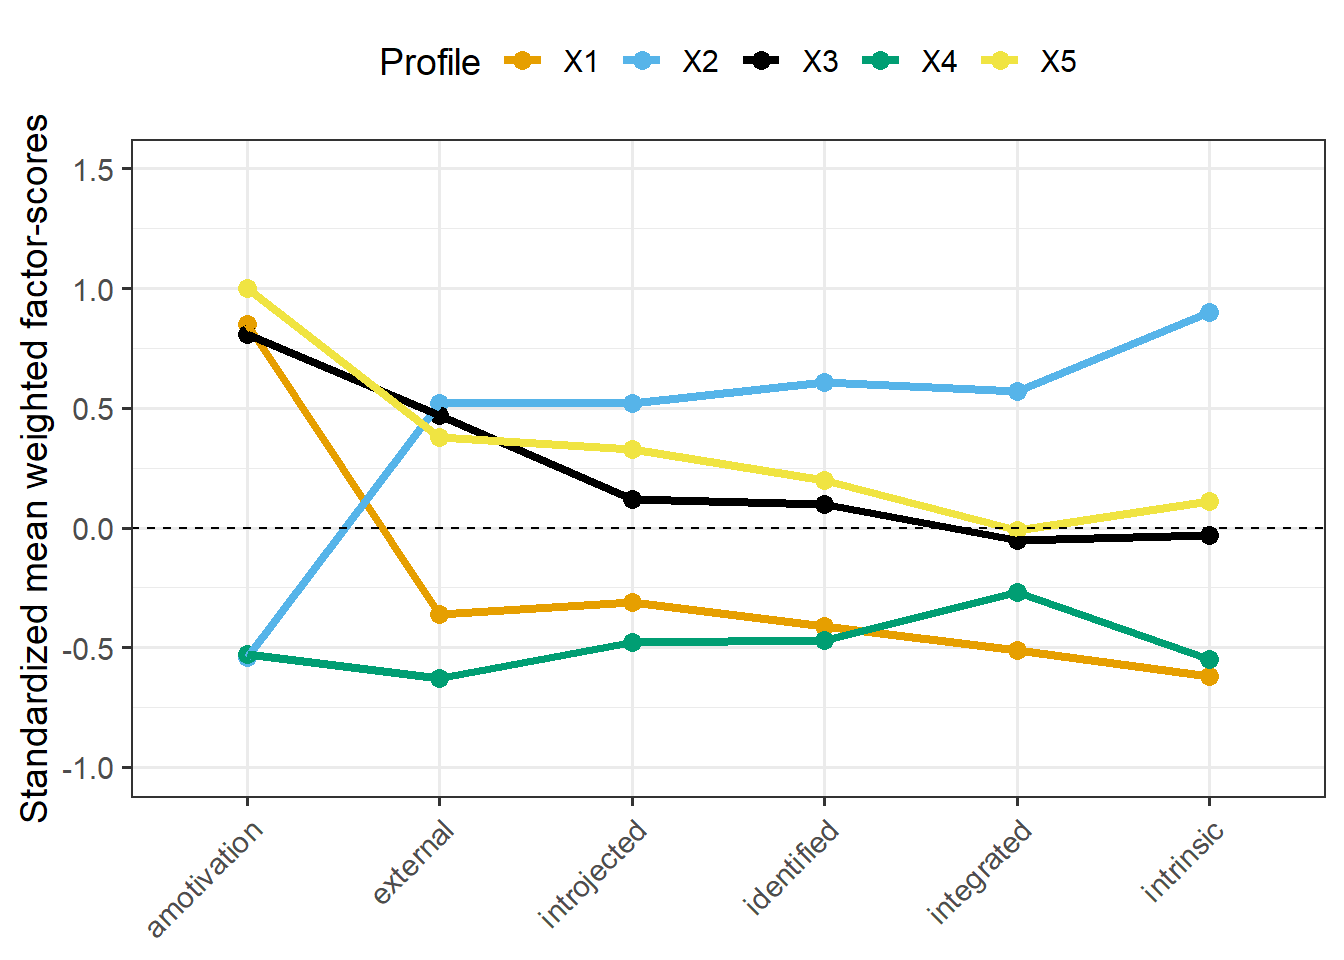 Profile X1 X2 X3 X4 X5
Standardized mean weighted factor-scores
1.5
1.0
0.5
0.0
-0.5
-1.0
amotivation
external
introjected
identified
integrated
intrinsic